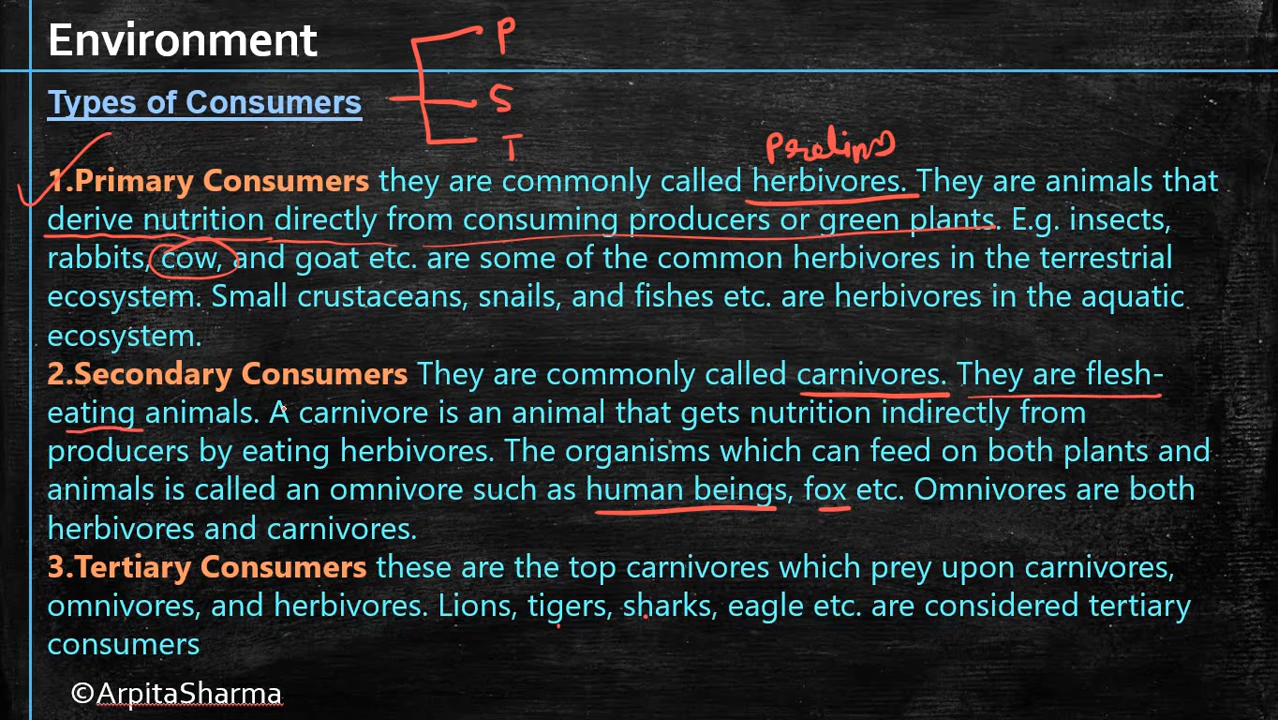 Environment
P
Types of Consumers
S
T
Prelims
1.Primary Consumers they are commonly called herbivores. They are animals that
derive nutrition directly from consuming producers or green plants. E.g. insects,
rabbits, cow, and goat etc. are some of the common herbivores in the terrestrial
ecosystem. Small crustaceans, snails, and fishes etc. are herbivores in the aquatic
ecosystem.
2.Secondary Consumers They are commonly called carnivores. They are flesh-
eating animals. A carnivore is an animal that gets nutrition indirectly from
producers by eating herbivores. The organisms which can feed on both plants and
animals is called an omnivore such as human beings, fox etc. Omnivores are both
herbivores and carnivores.
3.Tertiary Consumers these are the top carnivores which prey upon carnivores,
omnivores, and herbivores. Lions, tigers, sharks, eagle etc. are considered tertiary
consumers
©ArpitaSharma